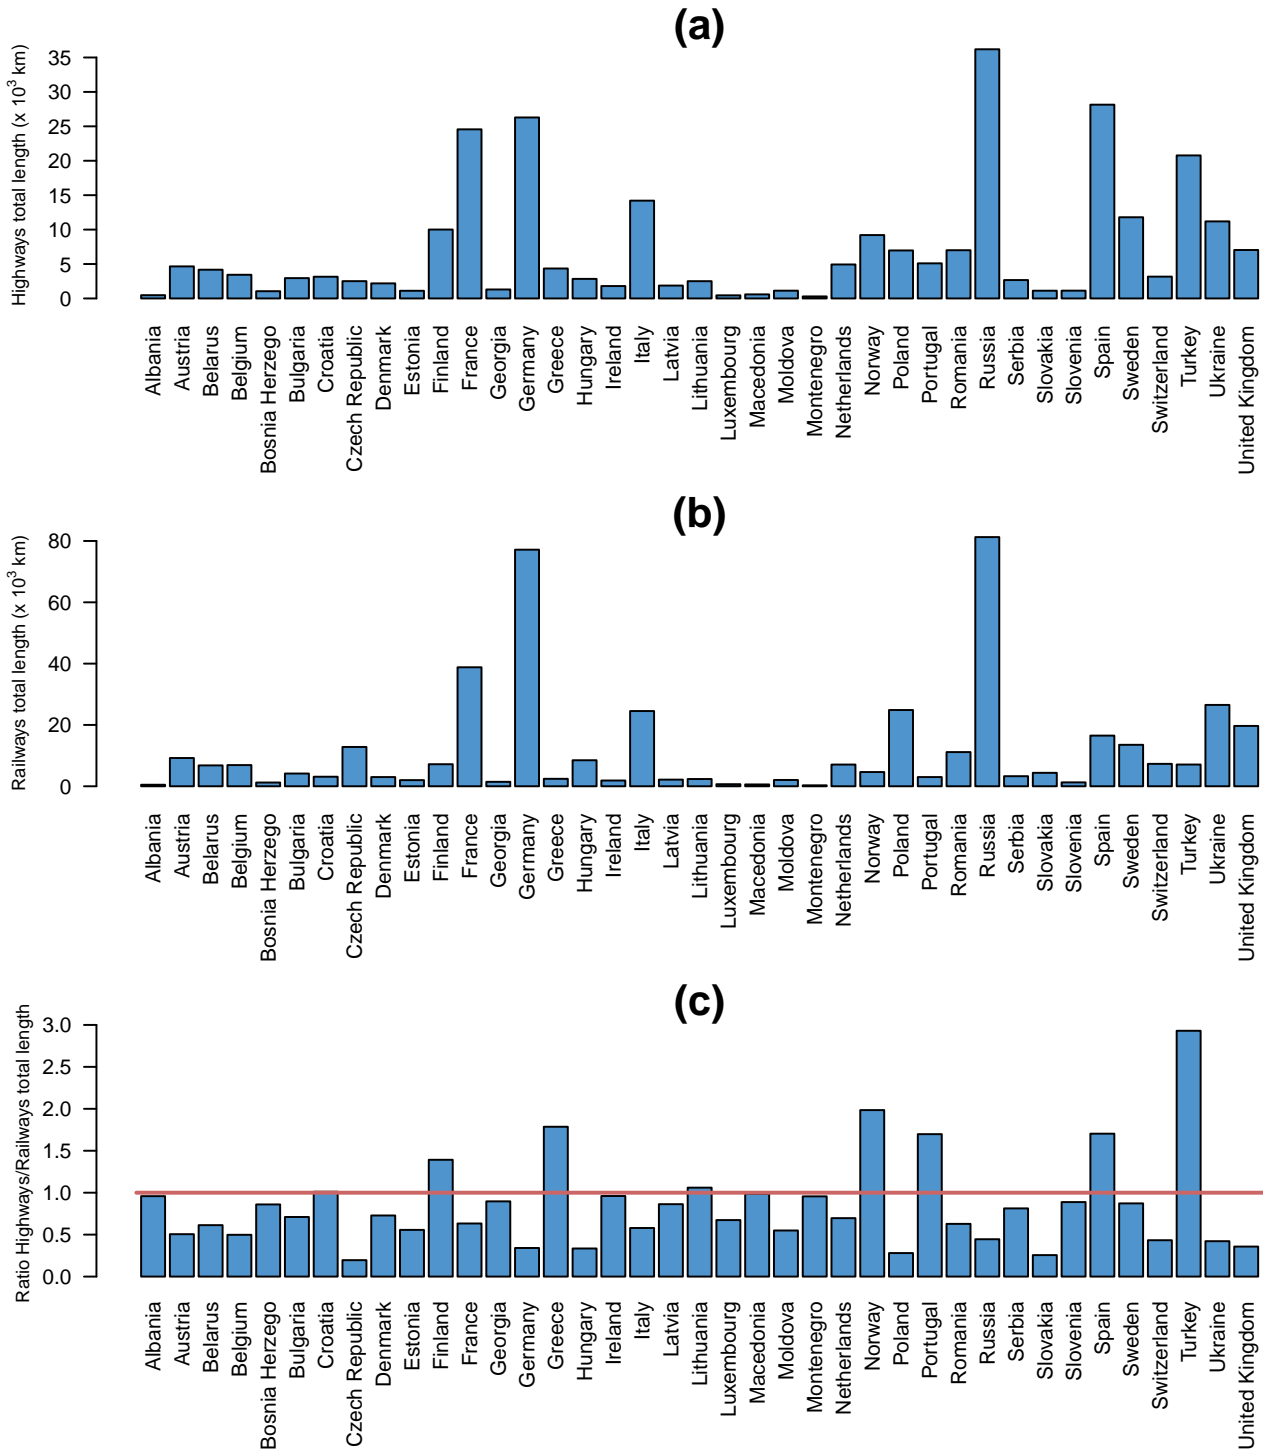 (a)
Highways total length (x 10³ km)
35
30
25
20
15
10
5
0
Albania
Austria
Belarus
Belgium
Bosnia Herzego
Bulgaria
Croatia
Czech Republic
Denmark
Estonia
Finland
France
Georgia
Germany
Greece
Hungary
Ireland
Italy
Latvia
Lithuania
Luxembourg
Macedonia
Moldova
Montenegro
Netherlands
Norway
Poland
Portugal
Romania
Russia
Serbia
Slovakia
Slovenia
Spain
Sweden
Switzerland
Turkey
Ukraine
United Kingdom
(b)
Railways total length (x 10³ km)
80
60
40
20
0
Albania
Austria
Belarus
Belgium
Bosnia Herzego
Bulgaria
Croatia
Czech Republic
Denmark
Estonia
Finland
France
Georgia
Germany
Greece
Hungary
Ireland
Italy
Latvia
Lithuania
Luxembourg
Macedonia
Moldova
Montenegro
Netherlands
Norway
Poland
Portugal
Romania
Russia
Serbia
Slovakia
Slovenia
Spain
Sweden
Switzerland
Turkey
Ukraine
United Kingdom
(c)
Ratio Highways/Railways total length
3.0
2.5
2.0
1.5
1.0
0.5
0.0
Albania
Austria
Belarus
Belgium
Bosnia Herzego
Bulgaria
Croatia
Czech Republic
Denmark
Estonia
Finland
France
Georgia
Germany
Greece
Hungary
Ireland
Italy
Latvia
Lithuania
Luxembourg
Macedonia
Moldova
Montenegro
Netherlands
Norway
Poland
Portugal
Romania
Russia
Serbia
Slovakia
Slovenia
Spain
Sweden
Switzerland
Turkey
Ukraine
United Kingdom